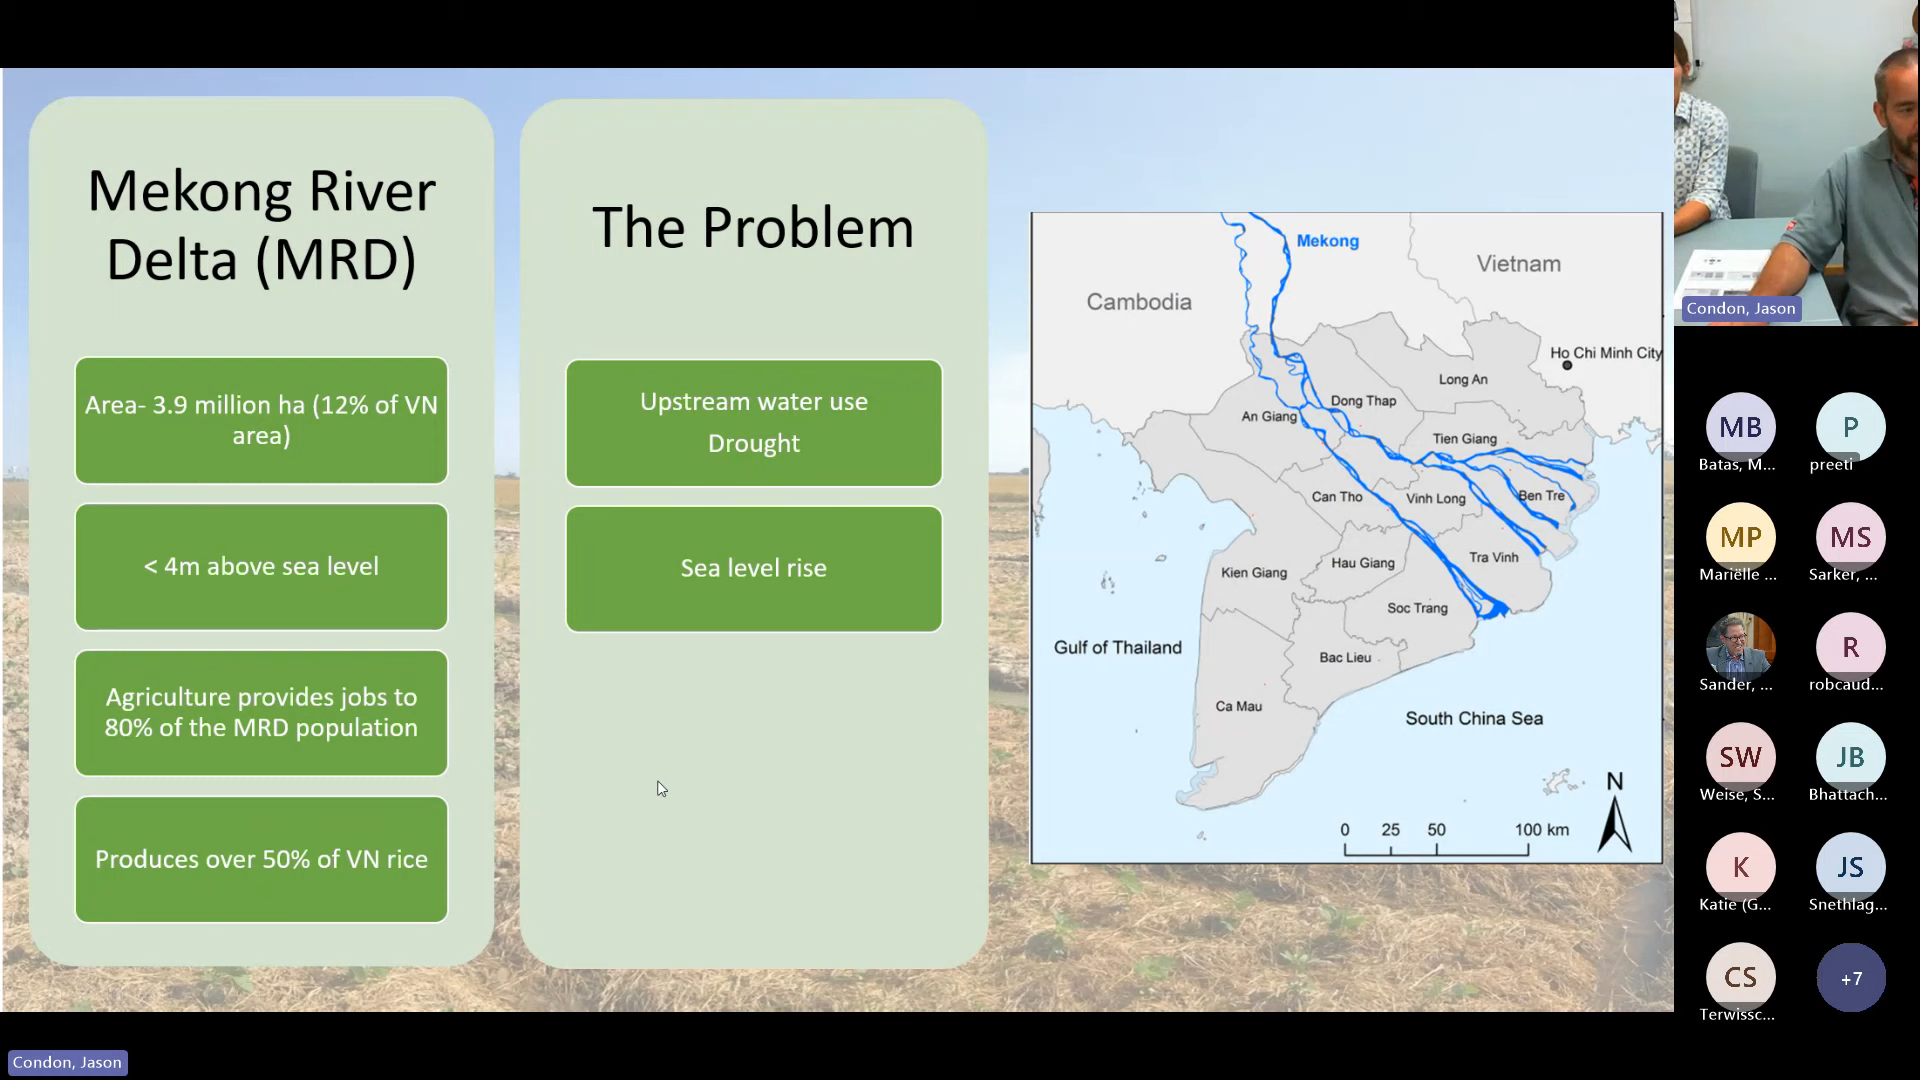 Mekong River
Delta (MRD)
Area- 3.9 million ha (12% of VN
area)
< 4m above sea level
Agriculture provides jobs to
80% of the MRD population
Produces over 50% of VN rice
The Problem
Upstream water use
Drought
Sea level rise
Mekong
Vietnam
Cambodia
Ho Chi Minh City
Long An
Dong Thap
An Giang
Tien Giang
Can Tho
Vinh Long
Ben Tre
Tra Vinh
Hau Giang
Kien Giang
Soc Trang
Gulf of Thailand
Bac Lieu
Ca Mau
South China Sea
N
0 25 50 100 km
Condon, Jason
MB
P
Batas, M...
preeti
MP
MS
Mariëlle ...
Sarker, ...
R
Sander, ...
robcaud...
SW
JB
Weise, S...
Bhattach...
K
JS
Katie (G...
Snethlag...
CS
+7
Terwissc...
Condon, Jason